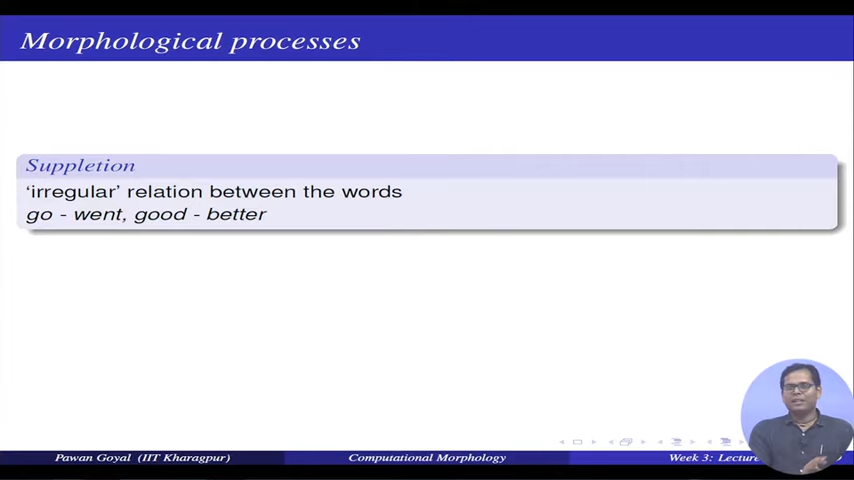 Morphological processes
Suppletion
‘irregular’ relation between the words
go - went, good - better
Pawan Goyal (IIT Kharagpur)
Computational Morphology
Week 3: Lecture